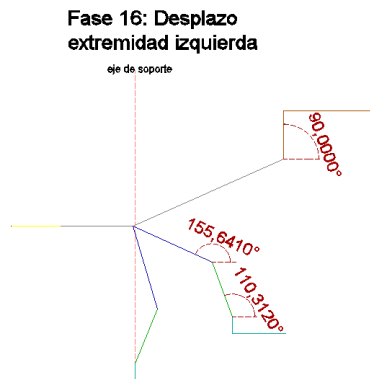 Fase 16: Desplazo
extremidad izquierda
eje de soporte
90,0000°
155,6410°
110,3120°